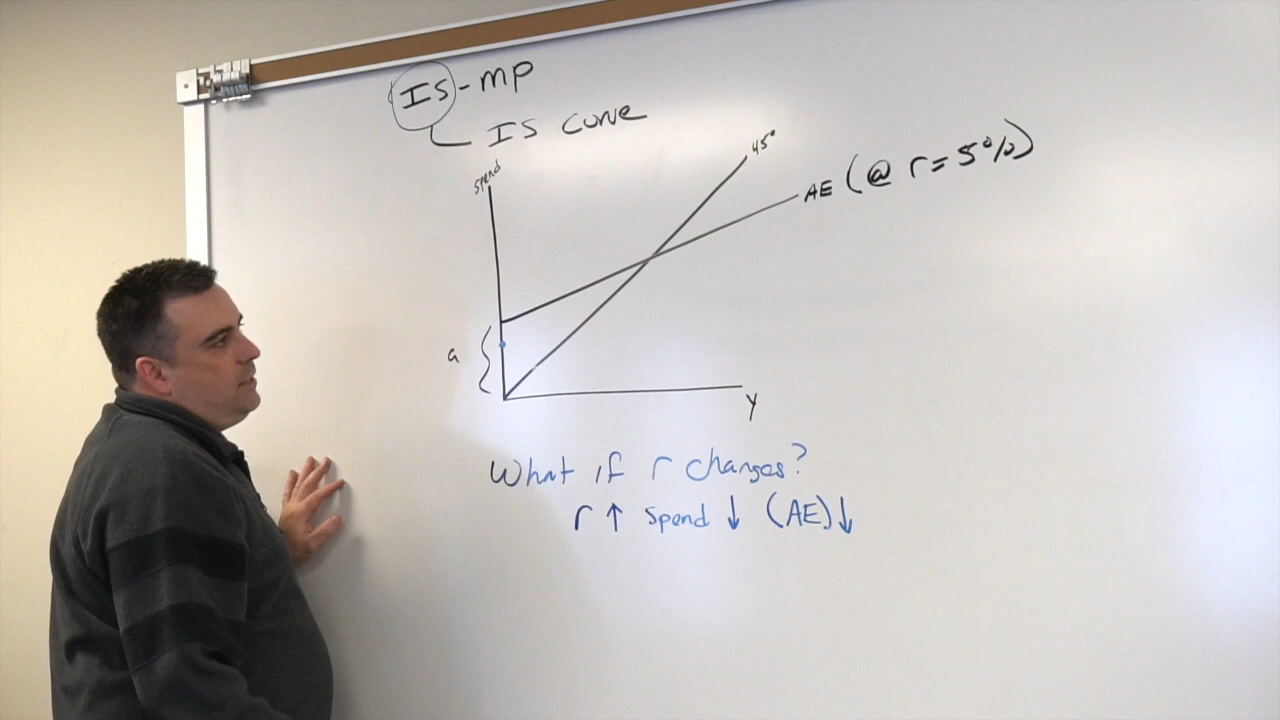 IS-MP
IS curve
spend
45°
AE (@ r=5%)
a
Y
What if r changes?
r ↑ spend ↓ (AE)↓